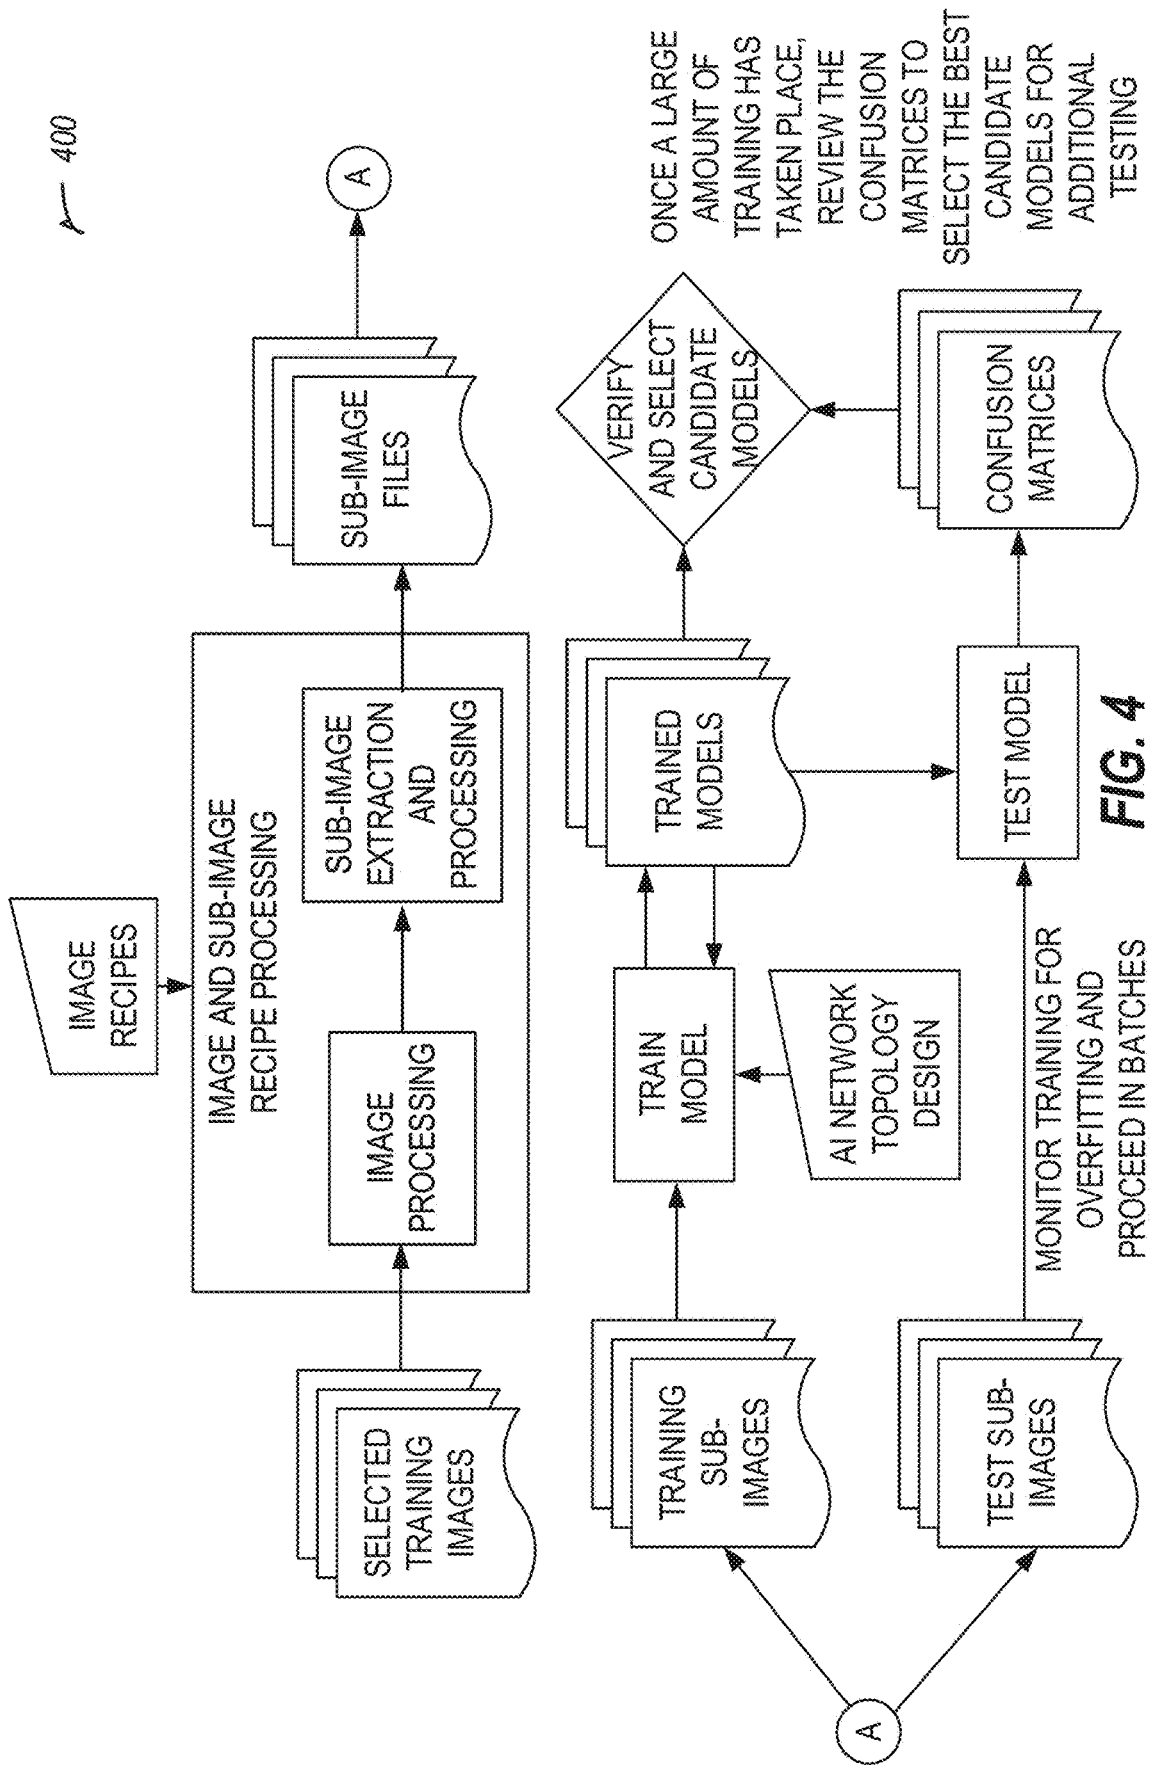 400
IMAGE
RECIPES
IMAGE AND SUB-IMAGE
RECIPE PROCESSING
SELECTED
TRAINING
IMAGES
IMAGE
PROCESSING
SUB-IMAGE
EXTRACTION
AND
PROCESSING
SUB-IMAGE
FILES
A
A
TRAINING
SUB-
IMAGES
TEST SUB-
IMAGES
TRAIN
MODEL
AI NETWORK
TOPOLOGY
DESIGN
MONITOR TRAINING FOR
OVERFITTING AND
PROCEED IN BATCHES
TRAINED
MODELS
TEST MODEL
VERIFY
AND SELECT
CANDIDATE
MODELS
CONFUSION
MATRICES
ONCE A LARGE
AMOUNT OF
TRAINING HAS
TAKEN PLACE,
REVIEW THE
CONFUSION
MATRICES TO
SELECT THE BEST
CANDIDATE
MODELS FOR
ADDITIONAL
TESTING
FIG. 4